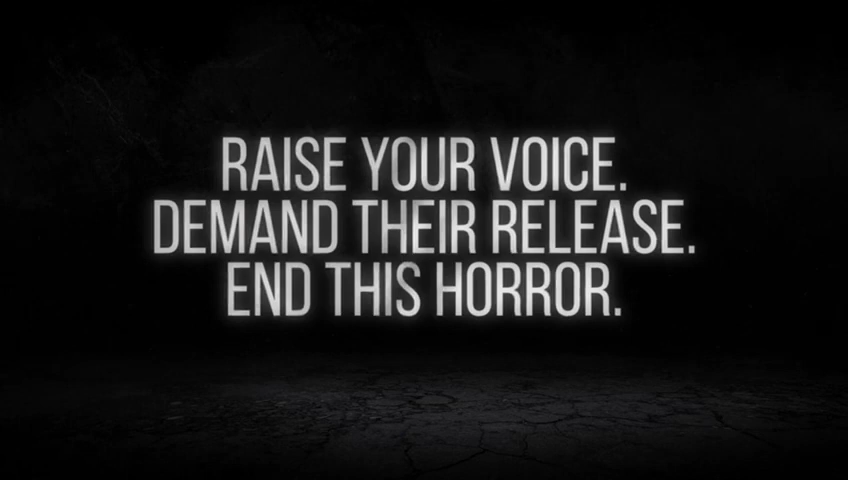 RAISE YOUR VOICE.
DEMAND THEIR RELEASE.
END THIS HORROR.